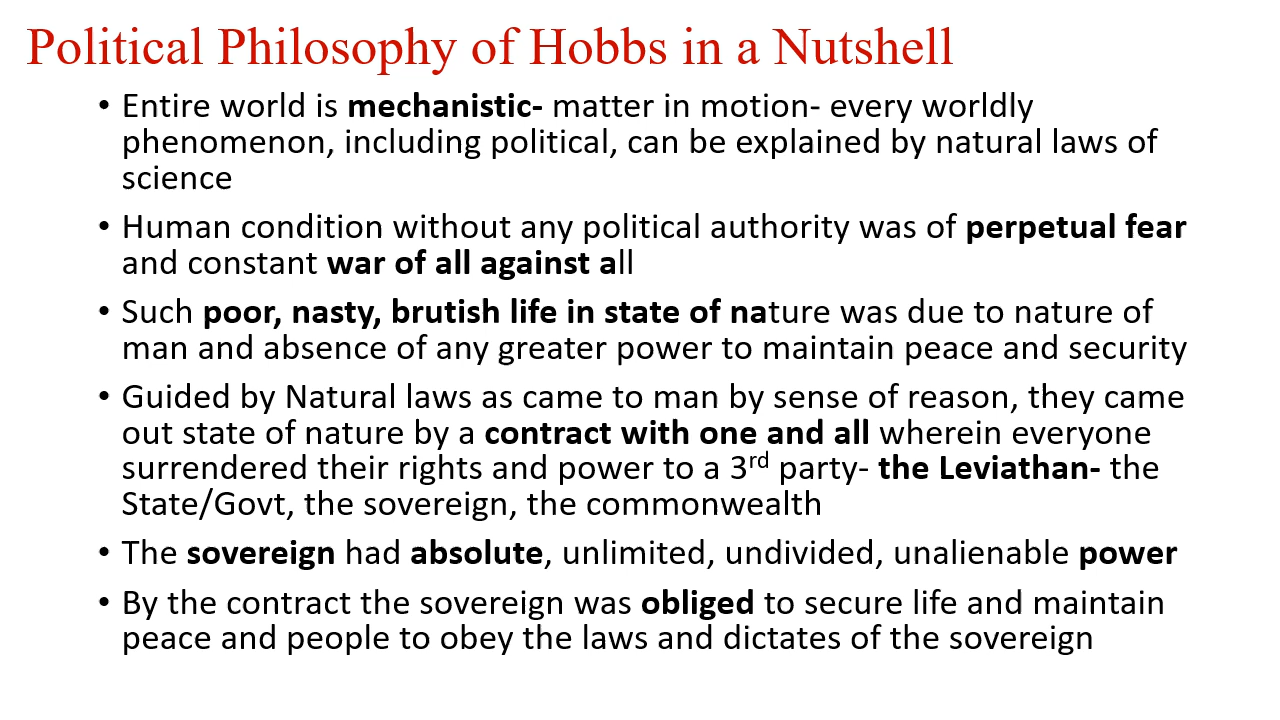 Political Philosophy of Hobbs in a Nutshell
• Entire world is mechanistic- matter in motion- every worldly
phenomenon, including political, can be explained by natural laws of
science
• Human condition without any political authority was of perpetual fear
and constant war of all against all
• Such poor, nasty, brutish life in state of nature was due to nature of
man and absence of any greater power to maintain peace and security
• Guided by Natural laws as came to man by sense of reason, they came
out state of nature by a contract with one and all wherein everyone
surrendered their rights and power to a 3rd party- the Leviathan- the
State/Govt, the sovereign, the commonwealth
• The sovereign had absolute, unlimited, undivided, unalienable power
• By the contract the sovereign was obliged to secure life and maintain
peace and people to obey the laws and dictates of the sovereign